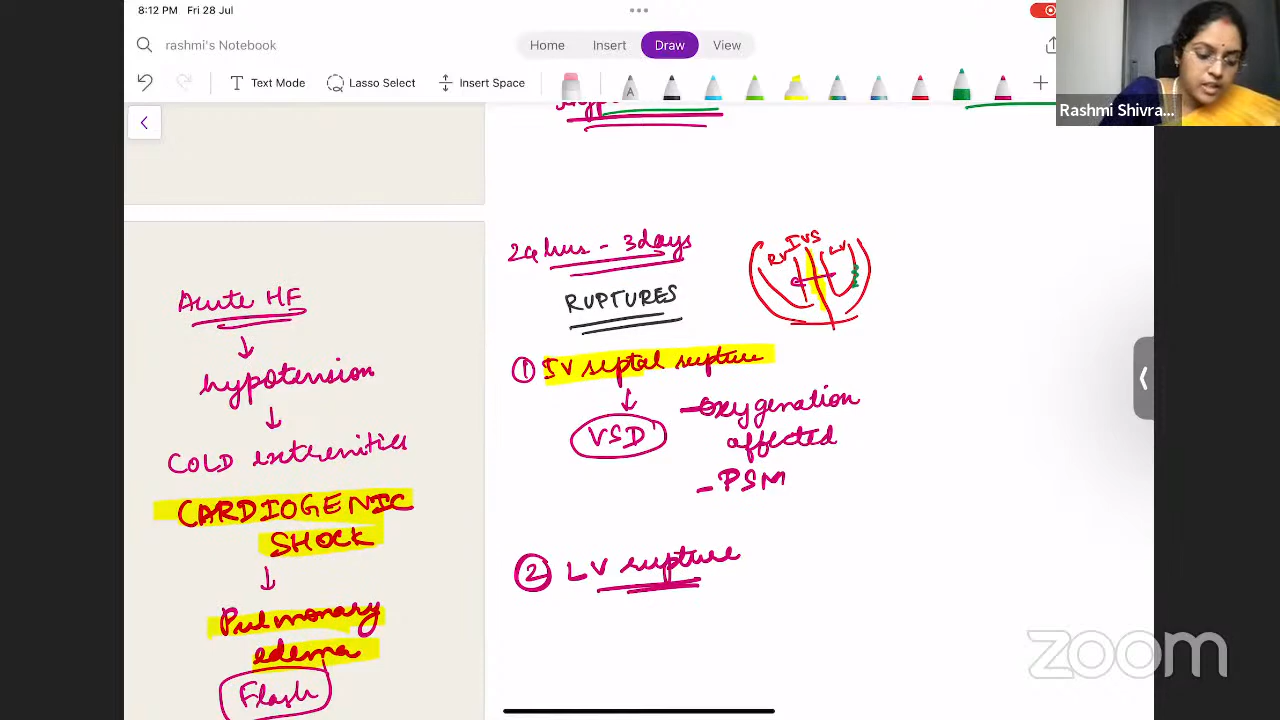 8:12 PM Fri 28 Jul
rashmi's Notebook
Home Insert Draw View
Text Mode Lasso Select Insert Space
A
Rashmi Shivra...
24 hrs - 3 days
RUPTURES
RV IVS LV
① IV septal rupture
VSD
- Oxygenation
affected
- PSM
② LV rupture
Acute HF
hypotension
COLD extremities
CARDIOGENIC
SHOCK
Pulmonary
edema
Flash
zoom